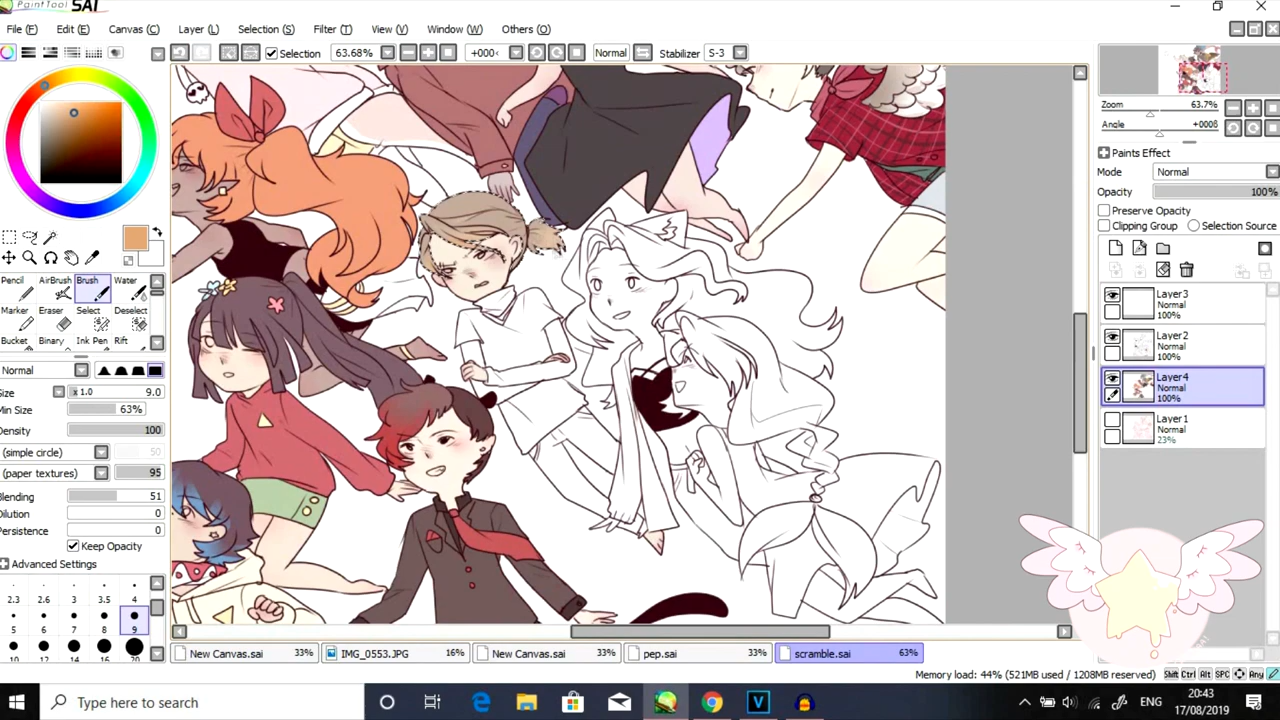 PaintTool SAI
File (F) Edit (E) Canvas (C) Layer (L) Selection (S) Filter (T) View (V) Window (W) Others (O)
Selection 63.68% +000 Normal Stabilizer S-3
Zoom 63.7%
Angle +000
Paints Effect
Mode Normal
Opacity 100%
Preserve Opacity
Clipping Group Selection Source
Layer3
Normal
100%
Layer2
Normal
100%
Layer4
Normal
100%
Layer1
Normal
23%
Pencil AirBrush Brush Water
Marker Eraser Select Deselect
Bucket Binary Ink Pen Rift
Normal
Size x 1.0 9.0
Min Size 63%
Density 100
(simple circle) 50
(paper textures) 95
Blending 51
Dilution 0
Persistence 0
Keep Opacity
Advanced Settings
2.3 2.6 3 3.5 4
5 6 7 8 9
10 12 14 16 20
New Canvas.sai 33% IMG_0553.JPG 16% New Canvas.sai 33% pep.sai 33% scramble.sai 63%
Memory load: 44% (521MB used / 1208MB reserved) Shift Ctrl Alt SPC Any
Type here to search
ENG
20:43
17/08/2019